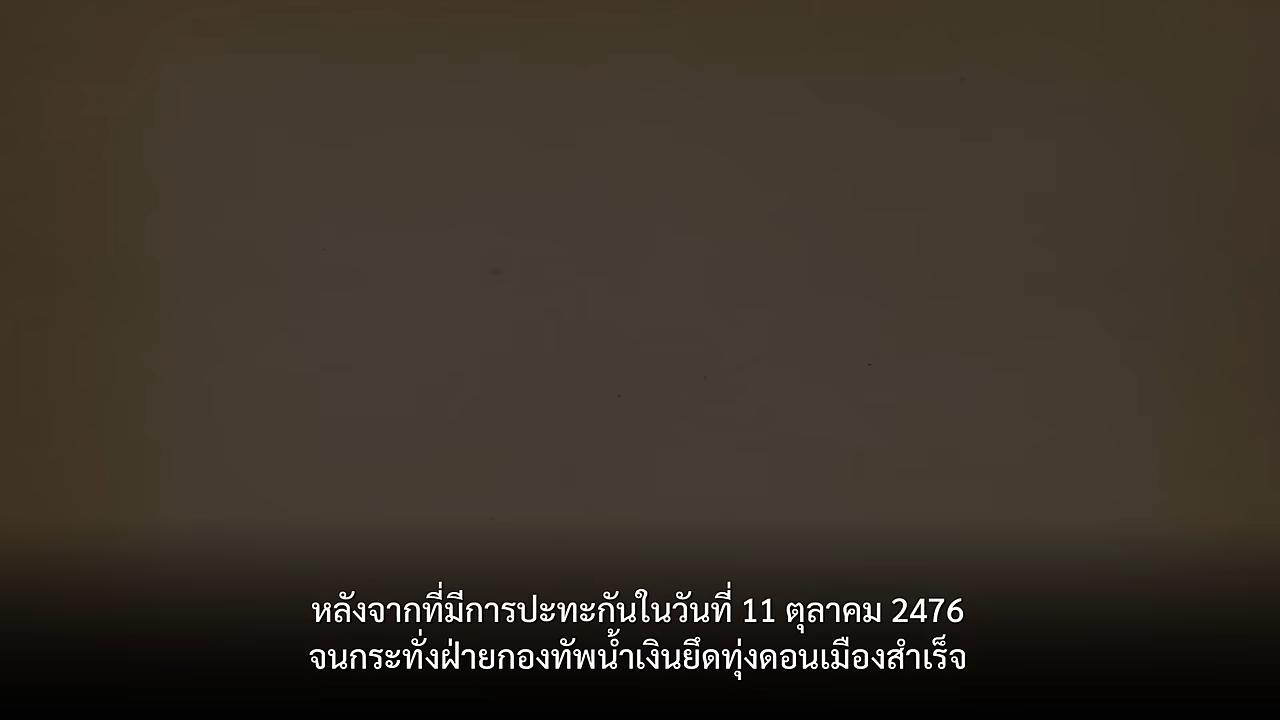 หลังจากที่มีการปะทะกันในวันที่ 11 ตุลาคม 2476
จนกระทั่งฝ่ายกองทัพน้ำเงินยึดทุ่งดอนเมืองสำเร็จ